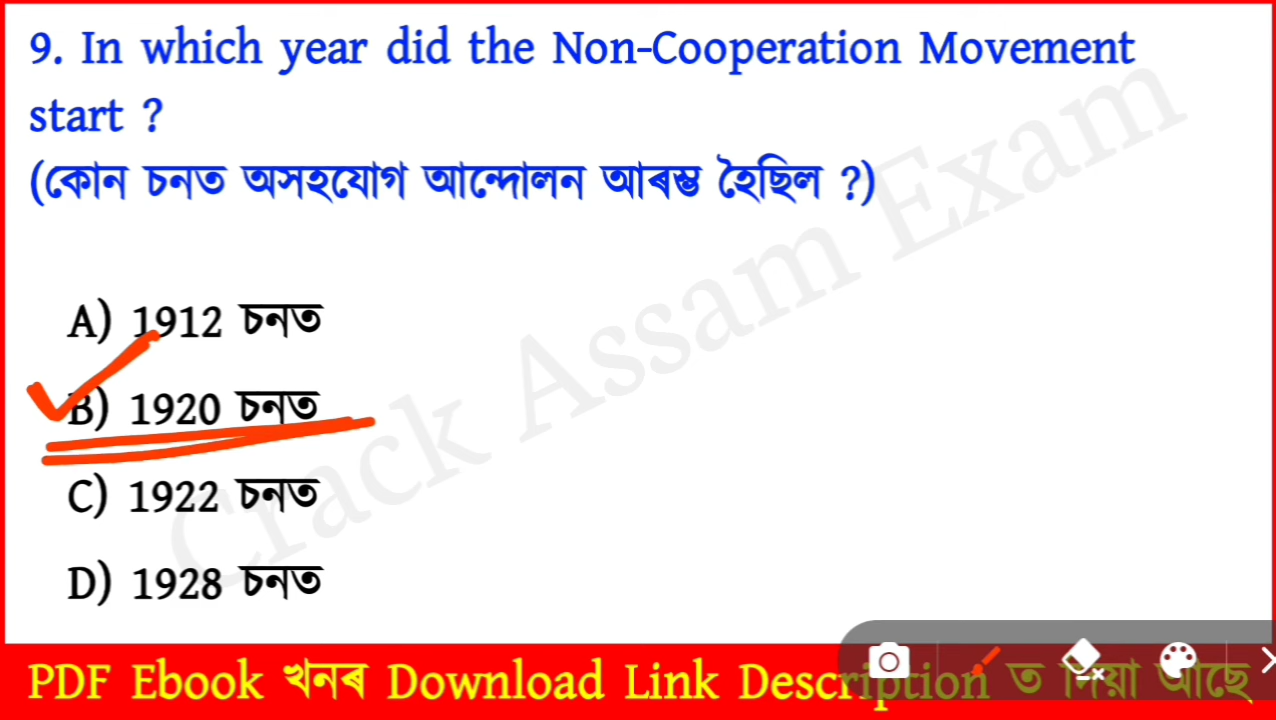 9. In which year did the Non-Cooperation Movement
start ?
(কোন চনত অসহযোগ আন্দোলন আৰম্ভ হৈছিল ?)
A) 1912 চনত
B) 1920 চনত
C) 1922 চনত
D) 1928 চনত
Crack Assam Exam
PDF Ebook খনৰ Download Link Description ত দিয়া আছে